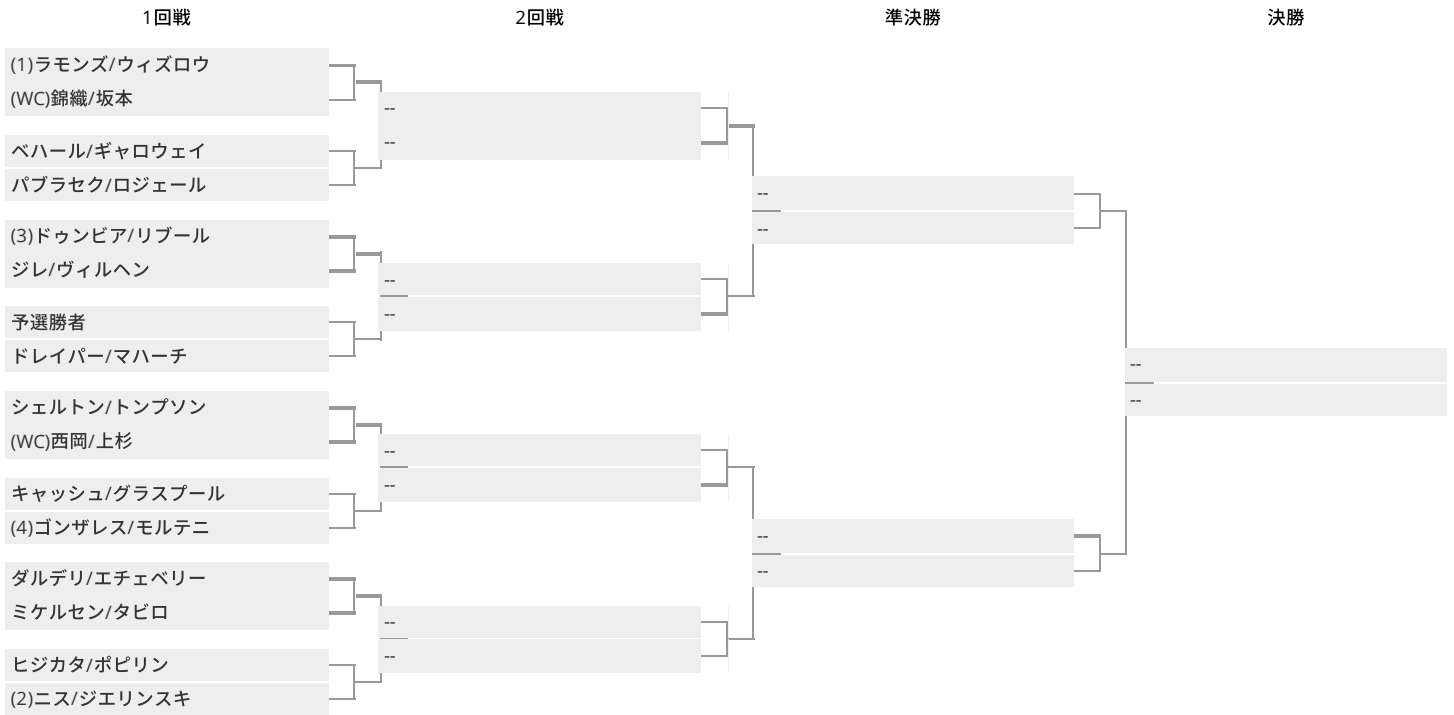 1回戦
2回戦
準決勝
決勝
(1)ラモンズ/ウィズロウ
(WC)錦織/坂本
ベハール/ギャロウェイ
パブラセク/ロジェール
(3)ドゥンビア/リブール
ジレ/ヴィルヘン
予選勝者
ドレイパー/マハーチ
シェルトン/トンプソン
(WC)西岡/上杉
キャッシュ/グラスプール
(4)ゴンザレス/モルテニ
ダルデリ/エチェベリー
ミケルセン/タビロ
ヒジカタ/ポピリン
(2)ニス/ジエリンスキ
--
--
--
--
--
--
--
--
--
--
--
--
--
--